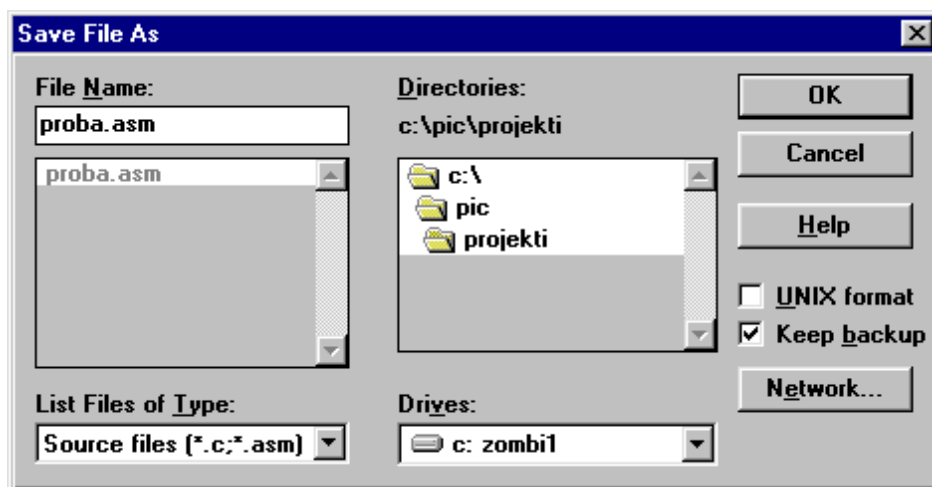 Save File As
File Name:
proba.asm
proba.asm
List Files of Type:
Source files (*.c;*.asm)
Directories:
c:\pic\projekti
c:\
pic
projekti
Drives:
c: zombi1
OK
Cancel
Help
UNIX format
Keep backup
Network...